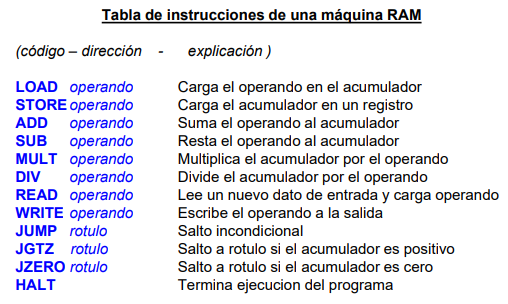 Tabla de instrucciones de una máquina RAM
(código – dirección - explicación )
LOAD operando Carga el operando en el acumulador
STORE operando Carga el acumulador en un registro
ADD operando Suma el operando al acumulador
SUB operando Resta el operando al acumulador
MULT operando Multiplica el acumulador por el operando
DIV operando Divide el acumulador por el operando
READ operando Lee un nuevo dato de entrada y carga operando
WRITE operando Escribe el operando a la salida
JUMP rotulo Salto incondicional
JGTZ rotulo Salto a rotulo si el acumulador es positivo
JZERO rotulo Salto a rotulo si el acumulador es cero
HALT Termina ejecucion del programa